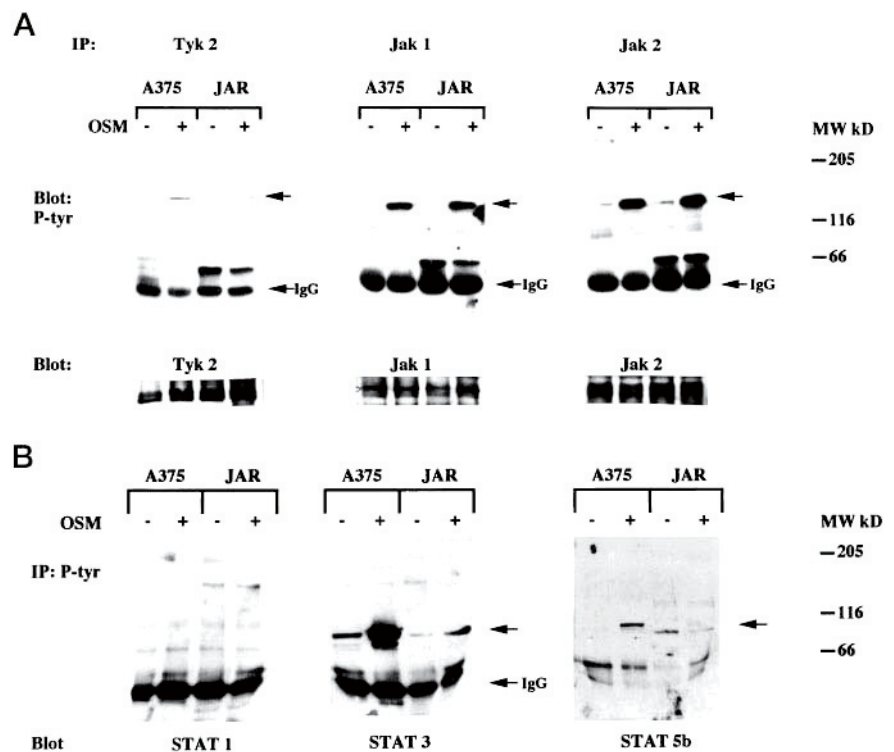 A
IP: Tyk 2 Jak 1 Jak 2
A375 JAR A375 JAR A375 JAR
OSM - + - + - + - + - + - + MW kD
—205
Blot:
P-tyr
—116
—66
IgG IgG IgG
Blot: Tyk 2 Jak 1 Jak 2
B
A375 JAR A375 JAR A375 JAR
OSM - + - + - + - + - + - + MW kD
—205
IP: P-tyr
—116
—66
IgG
Blot STAT 1 STAT 3 STAT 5b